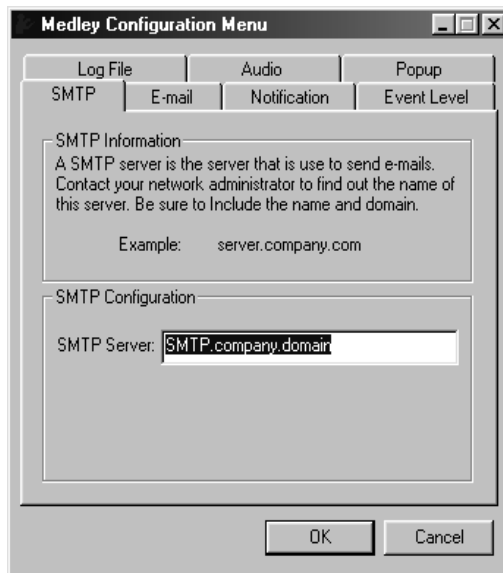 Medley Configuration Menu
Log File
Audio
Popup
SMTP
E-mail
Notification
Event Level
SMTP Information
A SMTP server is the server that is use to send e-mails.
Contact your network administrator to find out the name of
this server. Be sure to Include the name and domain.
Example: server.company.com
SMTP Configuration
SMTP Server: SMTP.company.domain
OK
Cancel